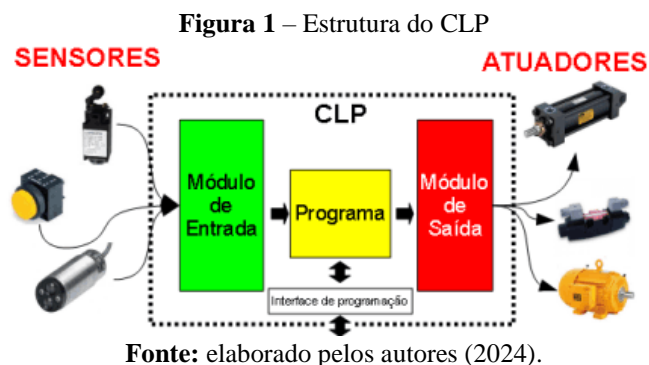 Figura 1 – Estrutura do CLP
SENSORES
ATUADORES
CLP
Módulo
de
Entrada
Programa
Módulo
de
Saída
Interface de programação
Fonte: elaborado pelos autores (2024).